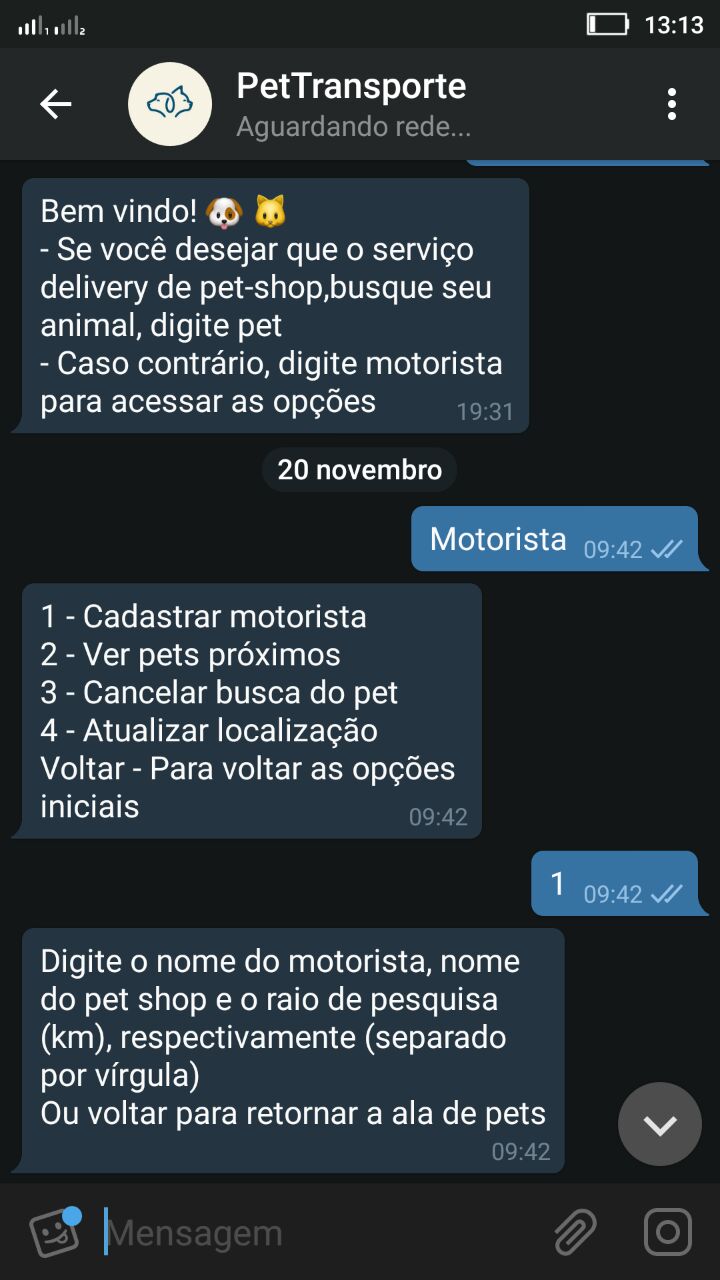 13:13
PetTransporte
Aguardando rede...
Bem vindo! 🐶 🐱
- Se você desejar que o serviço
delivery de pet-shop,busque seu
animal, digite pet
- Caso contrário, digite motorista
para acessar as opções
19:31
20 novembro
Motorista 09:42
1 - Cadastrar motorista
2 - Ver pets próximos
3 - Cancelar busca do pet
4 - Atualizar localização
Voltar - Para voltar as opções
iniciais
09:42
1 09:42
Digite o nome do motorista, nome
do pet shop e o raio de pesquisa
(km), respectivamente (separado
por vírgula)
Ou voltar para retornar a ala de pets
09:42
Mensagem